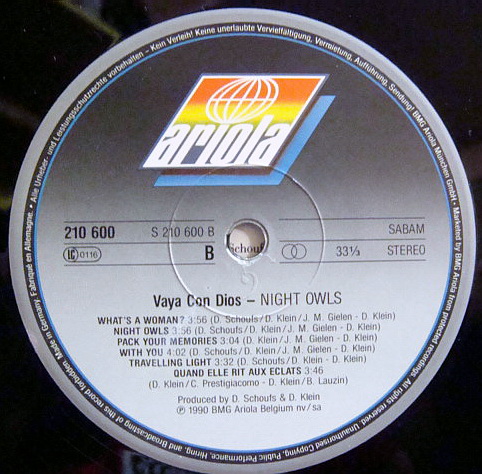 Alle Urheber- und Leistungsschutzrechte vorbehalten – Kein Verleih! Keine unerlaubte Vervielfältigung, Vermietung, Aufführung, Sendung! BMG Ariola München GmbH • Marketed by BMG Ariola
ariola
210 600
S 210 600 B
SABAM
LC 0116
B
33⅓
STEREO
Vaya Con Dios – NIGHT OWLS
WHAT'S A WOMAN? 3:56 (D. Schoufs/D. Klein/J. M. Gielen - D. Klein)
NIGHT OWLS 3:56 (D. Schoufs/D. Klein/J. M. Gielen - D. Klein)
PACK YOUR MEMORIES 3:04 (D. Klein/J. M. Gielen - D. Klein)
WITH YOU 4:02 (D. Schoufs/D. Klein/J. M. Gielen - D. Klein)
TRAVELLING LIGHT 3:32 (D. Schoufs/D. Klein - D. Klein)
QUAND ELLE RIT AUX ECLATS 3:46
(D. Klein/C. Prestigiacomo - D. Klein/B. Lauzin)
Produced by D. Schoufs & D. Klein
℗ 1990 BMG Ariola Belgium nv/sa
All rights reserved. Unauthorised Copying, Public Performance, Hiring, and Broadcasting of this record forbidden. Made in Germany. Fabriqué en Allemagne.